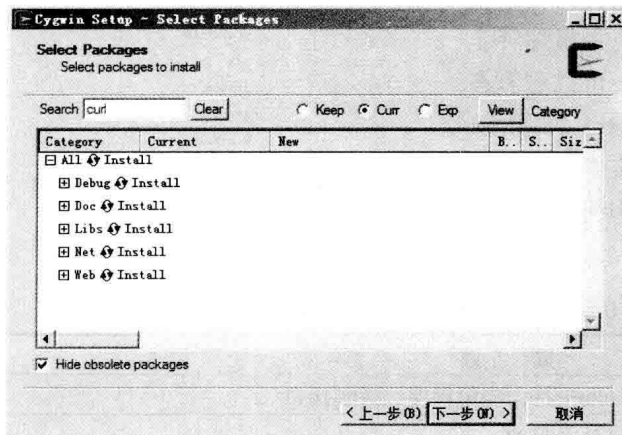 Cygwin Setup - Select Packages
Select Packages
Select packages to install
Search curl Clear Keep Curr Exp View Category
Category Current New B.. S.. Siz
All Install
Debug Install
Doc Install
Libs Install
Net Install
Web Install
Hide obsolete packages
<上一步(B) 下一步(N)> 取消